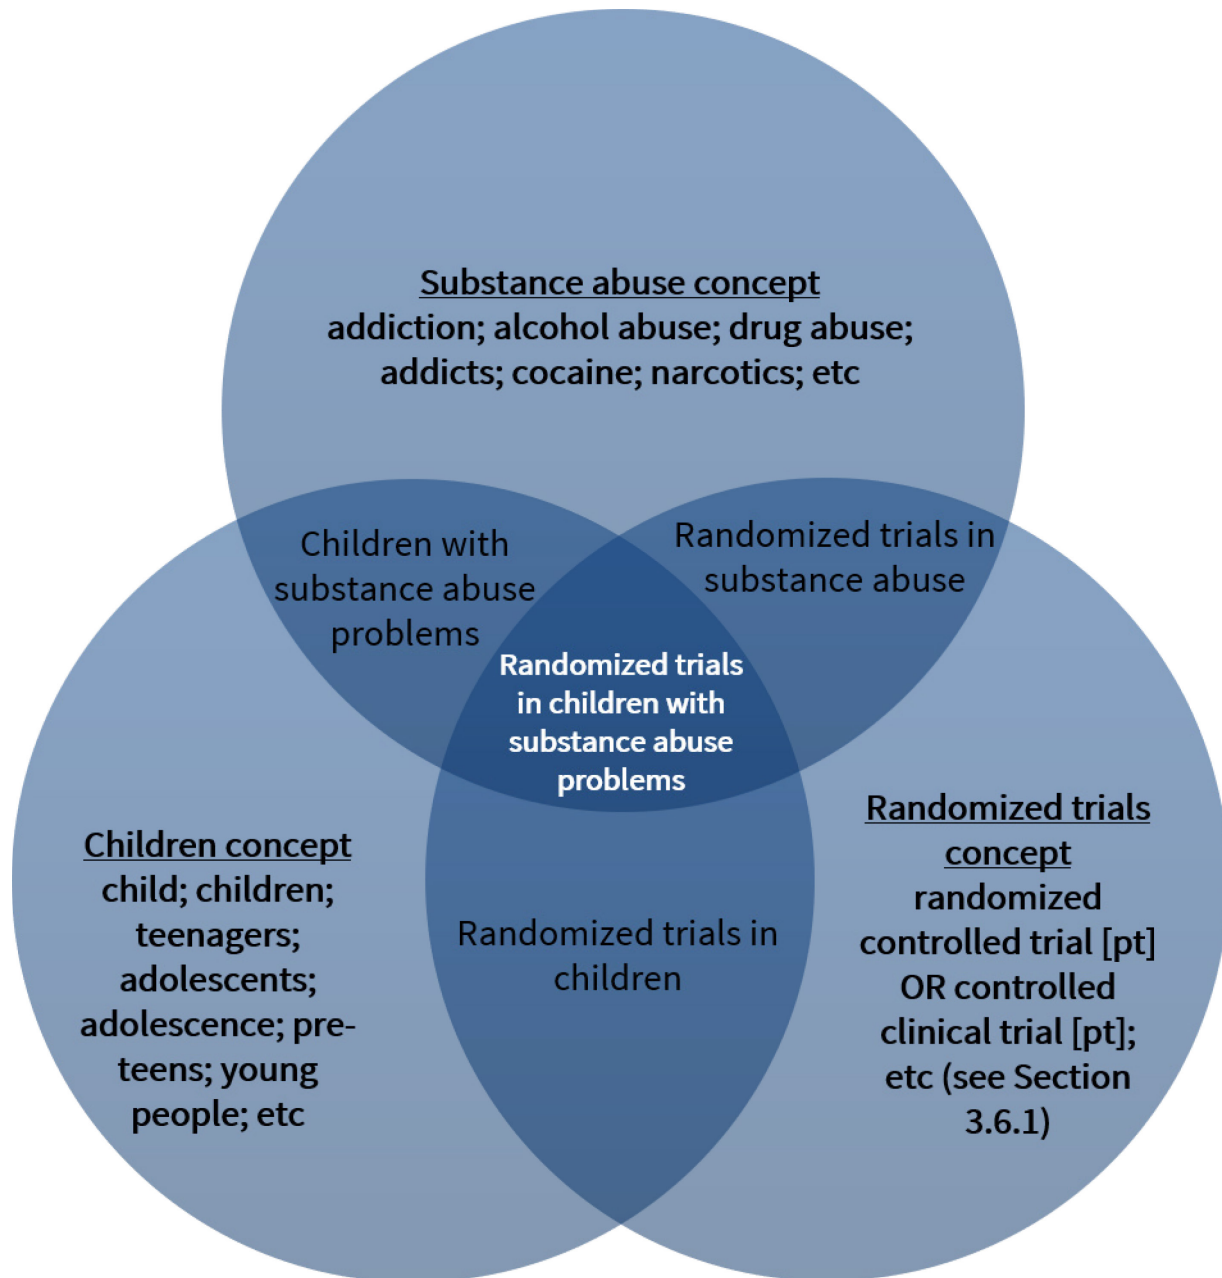 Substance abuse concept
addiction; alcohol abuse; drug abuse;
addicts; cocaine; narcotics; etc
Children with
substance abuse
problems
Randomized trials in
substance abuse
Randomized trials
in children with
substance abuse
problems
Children concept
child; children;
teenagers;
adolescents;
adolescence; pre-
teens; young
people; etc
Randomized trials in
children
Randomized trials
concept
randomized
controlled trial [pt]
OR controlled
clinical trial [pt];
etc (see Section
3.6.1)